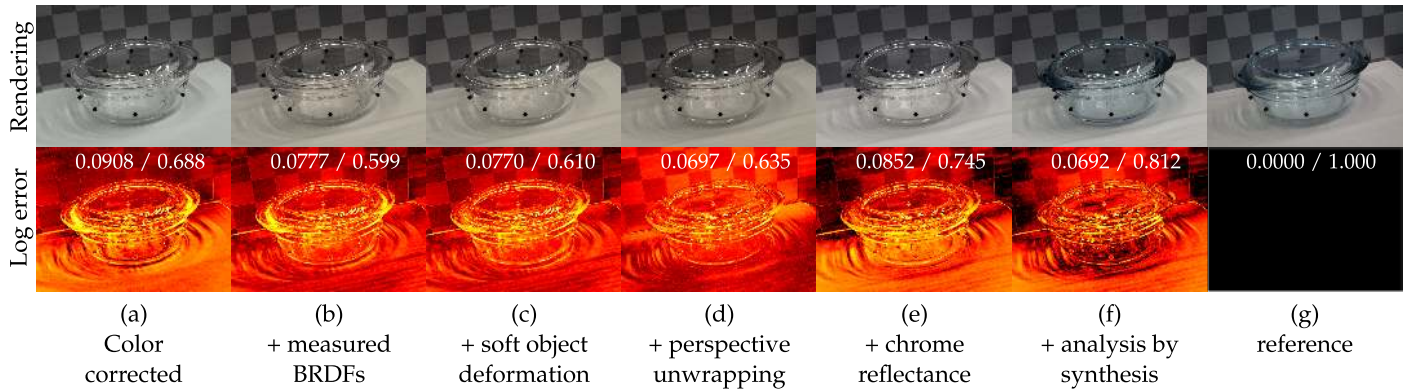 Rendering
Log error
0.0908 / 0.688
0.0777 / 0.599
0.0770 / 0.610
0.0697 / 0.635
0.0852 / 0.745
0.0692 / 0.812
0.0000 / 1.000
(a)
Color
corrected
(b)
+ measured
BRDFs
(c)
+ soft object
deformation
(d)
+ perspective
unwrapping
(e)
+ chrome
reflectance
(f)
+ analysis by
synthesis
(g)
reference